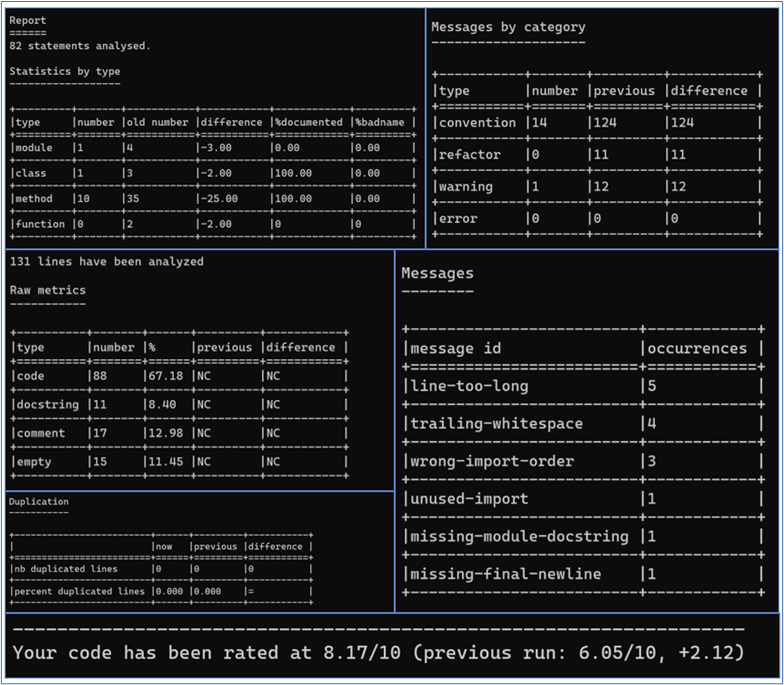 Report
======
82 statements analysed.
Statistics by type
------------------
+---------+-------+-----------+-----------+------------+---------+
|type     |number |old number |difference |%documented |%badname |
+=========+=======+===========+===========+============+=========+
|module   |1      |4          |-3.00      |0.00        |0.00     |
+---------+-------+-----------+-----------+------------+---------+
|class    |1      |3          |-2.00      |100.00      |0.00     |
+---------+-------+-----------+-----------+------------+---------+
|method   |10     |35         |-25.00     |100.00      |0.00     |
+---------+-------+-----------+-----------+------------+---------+
|function |0      |2          |-2.00      |0           |0        |
+---------+-------+-----------+-----------+------------+---------+
Messages by category
--------------------
+-----------+-------+---------+-----------+
|type       |number |previous |difference |
+===========+=======+=========+===========+
|convention |14     |124      |124        |
+-----------+-------+---------+-----------+
|refactor   |0      |11       |11         |
+-----------+-------+---------+-----------+
|warning    |1      |12       |12         |
+-----------+-------+---------+-----------+
|error      |0      |0        |0          |
+-----------+-------+---------+-----------+
131 lines have been analyzed
Raw metrics
-----------
+----------+-------+------+---------+-----------+
|type      |number |%     |previous |difference |
+==========+=======+======+=========+===========+
|code      |88     |67.18 |NC       |NC         |
+----------+-------+------+---------+-----------+
|docstring |11     |8.40  |NC       |NC         |
+----------+-------+------+---------+-----------+
|comment   |17     |12.98 |NC       |NC         |
+----------+-------+------+---------+-----------+
|empty     |15     |11.45 |NC       |NC         |
+----------+-------+------+---------+-----------+
Duplication
-----------
+-------------------------+------+---------+-----------+
|                         |now   |previous |difference |
+=========================+======+=========+===========+
|nb duplicated lines      |0     |0        |0          |
+-------------------------+------+---------+-----------+
|percent duplicated lines |0.000 |0.000    |=          |
+-------------------------+------+---------+-----------+
Messages
--------
+-------------------------+------------+
|message id               |occurrences |
+=========================+============+
|line-too-long            |5           |
+-------------------------+------------+
|trailing-whitespace      |4           |
+-------------------------+------------+
|wrong-import-order       |3           |
+-------------------------+------------+
|unused-import            |1           |
+-------------------------+------------+
|missing-module-docstring |1           |
+-------------------------+------------+
|missing-final-newline    |1           |
+-------------------------+------------+
------------------------------------------------------------------
Your code has been rated at 8.17/10 (previous run: 6.05/10, +2.12)